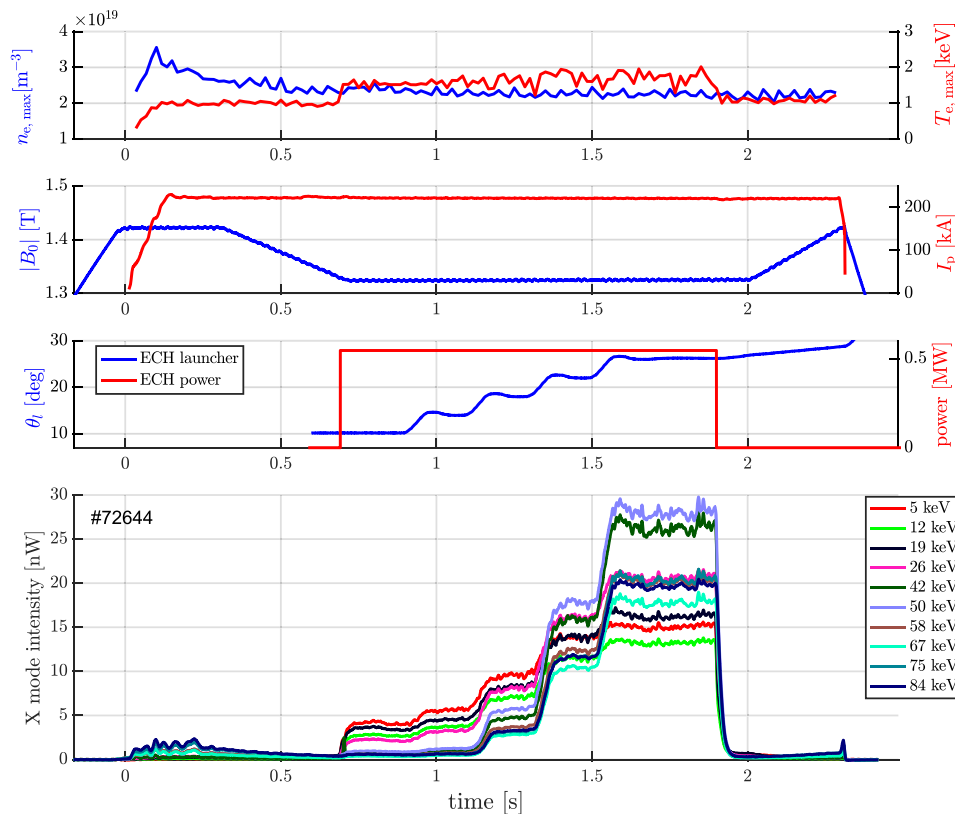 ×10^19
n_e, max[m^-3]
4
3
2
1
T_e, max[keV]
3
2
1
0
0 0.5 1 1.5 2
|B_0| [T]
1.5
1.4
1.3
I_p [kA]
200
100
0
0 0.5 1 1.5 2
θ_l [deg]
30
20
10
ECH launcher
ECH power
power [MW]
0.5
0
0 0.5 1 1.5 2
X mode intensity [nW]
30
25
20
15
10
5
0
#72644
5 keV
12 keV
19 keV
26 keV
42 keV
50 keV
58 keV
67 keV
75 keV
84 keV
0 0.5 1 1.5 2
time [s]